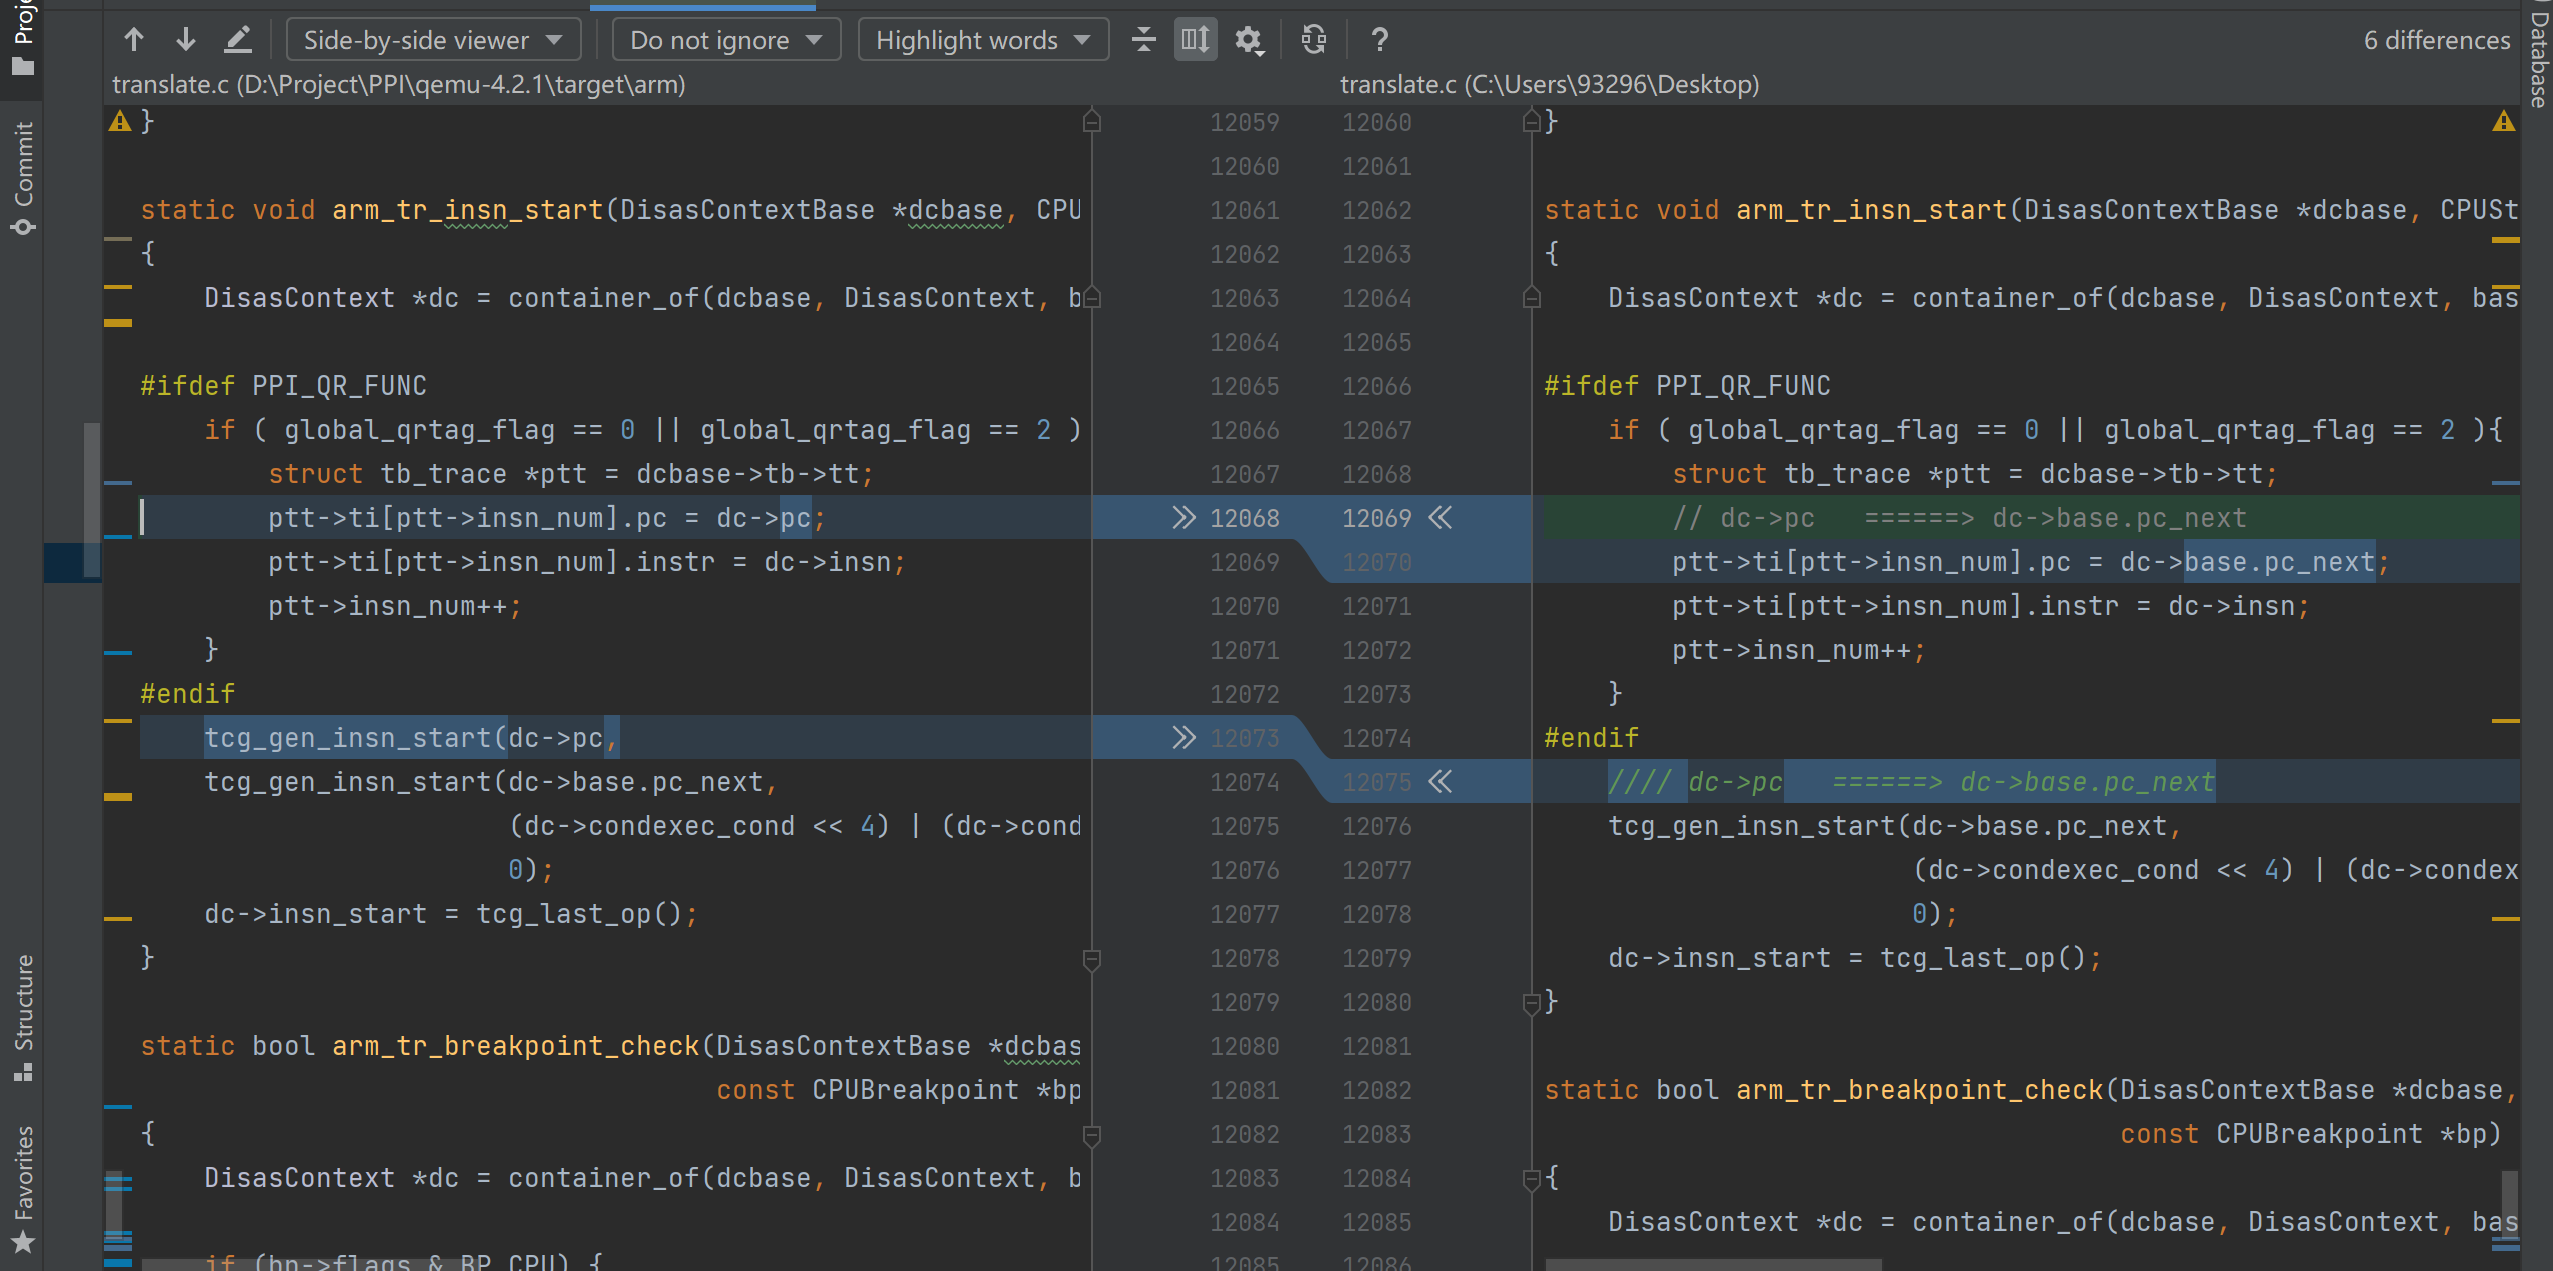 Side-by-side viewer
Do not ignore
Highlight words
?
6 differences
translate.c (D:\Project\PPI\qemu-4.2.1\target\arm)
translate.c (C:\Users\93296\Desktop)
Commit
Structure
Favorites
Database
}
static void arm_tr_insn_start(DisasContextBase *dcbase,
{
    DisasContext *dc = container_of(dcbase, DisasContext,
#ifdef PPI_QR_FUNC
    if ( global_qrtag_flag == 0 || global_qrtag_flag == 2 )
        struct tb_trace *ptt = dcbase->tb->tt;
        ptt->ti[ptt->insn_num].pc = dc->pc;
        ptt->ti[ptt->insn_num].instr = dc->insn;
        ptt->insn_num++;
    }
#endif
    tcg_gen_insn_start(dc->pc,
    tcg_gen_insn_start(dc->base.pc_next,
                       (dc->condexec_cond << 4) | (dc->cond
                       0);
    dc->insn_start = tcg_last_op();
}
static bool arm_tr_breakpoint_check(DisasContextBase *dcbas
                                    const CPUBreakpoint *bp
{
    DisasContext *dc = container_of(dcbase, DisasContext,
    if (bp->flags & BP_CPU) {
12059 12060
12060 12061
12061 12062
12062 12063
12063 12064
12064 12065
12065 12066
12066 12067
12067 12068
12068 12069
12069 12070
12070 12071
12071 12072
12072 12073
12073 12074
12074 12075
12075 12076
12076 12077
12077 12078
12078 12079
12079 12080
12080 12081
12081 12082
12082 12083
12083 12084
12084 12085
12085 12086
}
static void arm_tr_insn_start(DisasContextBase *dcbase, CPUSt
{
    DisasContext *dc = container_of(dcbase, DisasContext, bas
#ifdef PPI_QR_FUNC
    if ( global_qrtag_flag == 0 || global_qrtag_flag == 2 ){
        struct tb_trace *ptt = dcbase->tb->tt;
        // dc->pc   ======> dc->base.pc_next
        ptt->ti[ptt->insn_num].pc = dc->base.pc_next;
        ptt->ti[ptt->insn_num].instr = dc->insn;
        ptt->insn_num++;
    }
#endif
    //// dc->pc   ======> dc->base.pc_next
    tcg_gen_insn_start(dc->base.pc_next,
                       (dc->condexec_cond << 4) | (dc->condex
                       0);
    dc->insn_start = tcg_last_op();
}
static bool arm_tr_breakpoint_check(DisasContextBase *dcbase,
                                    const CPUBreakpoint *bp)
{
    DisasContext *dc = container_of(dcbase, DisasContext, bas